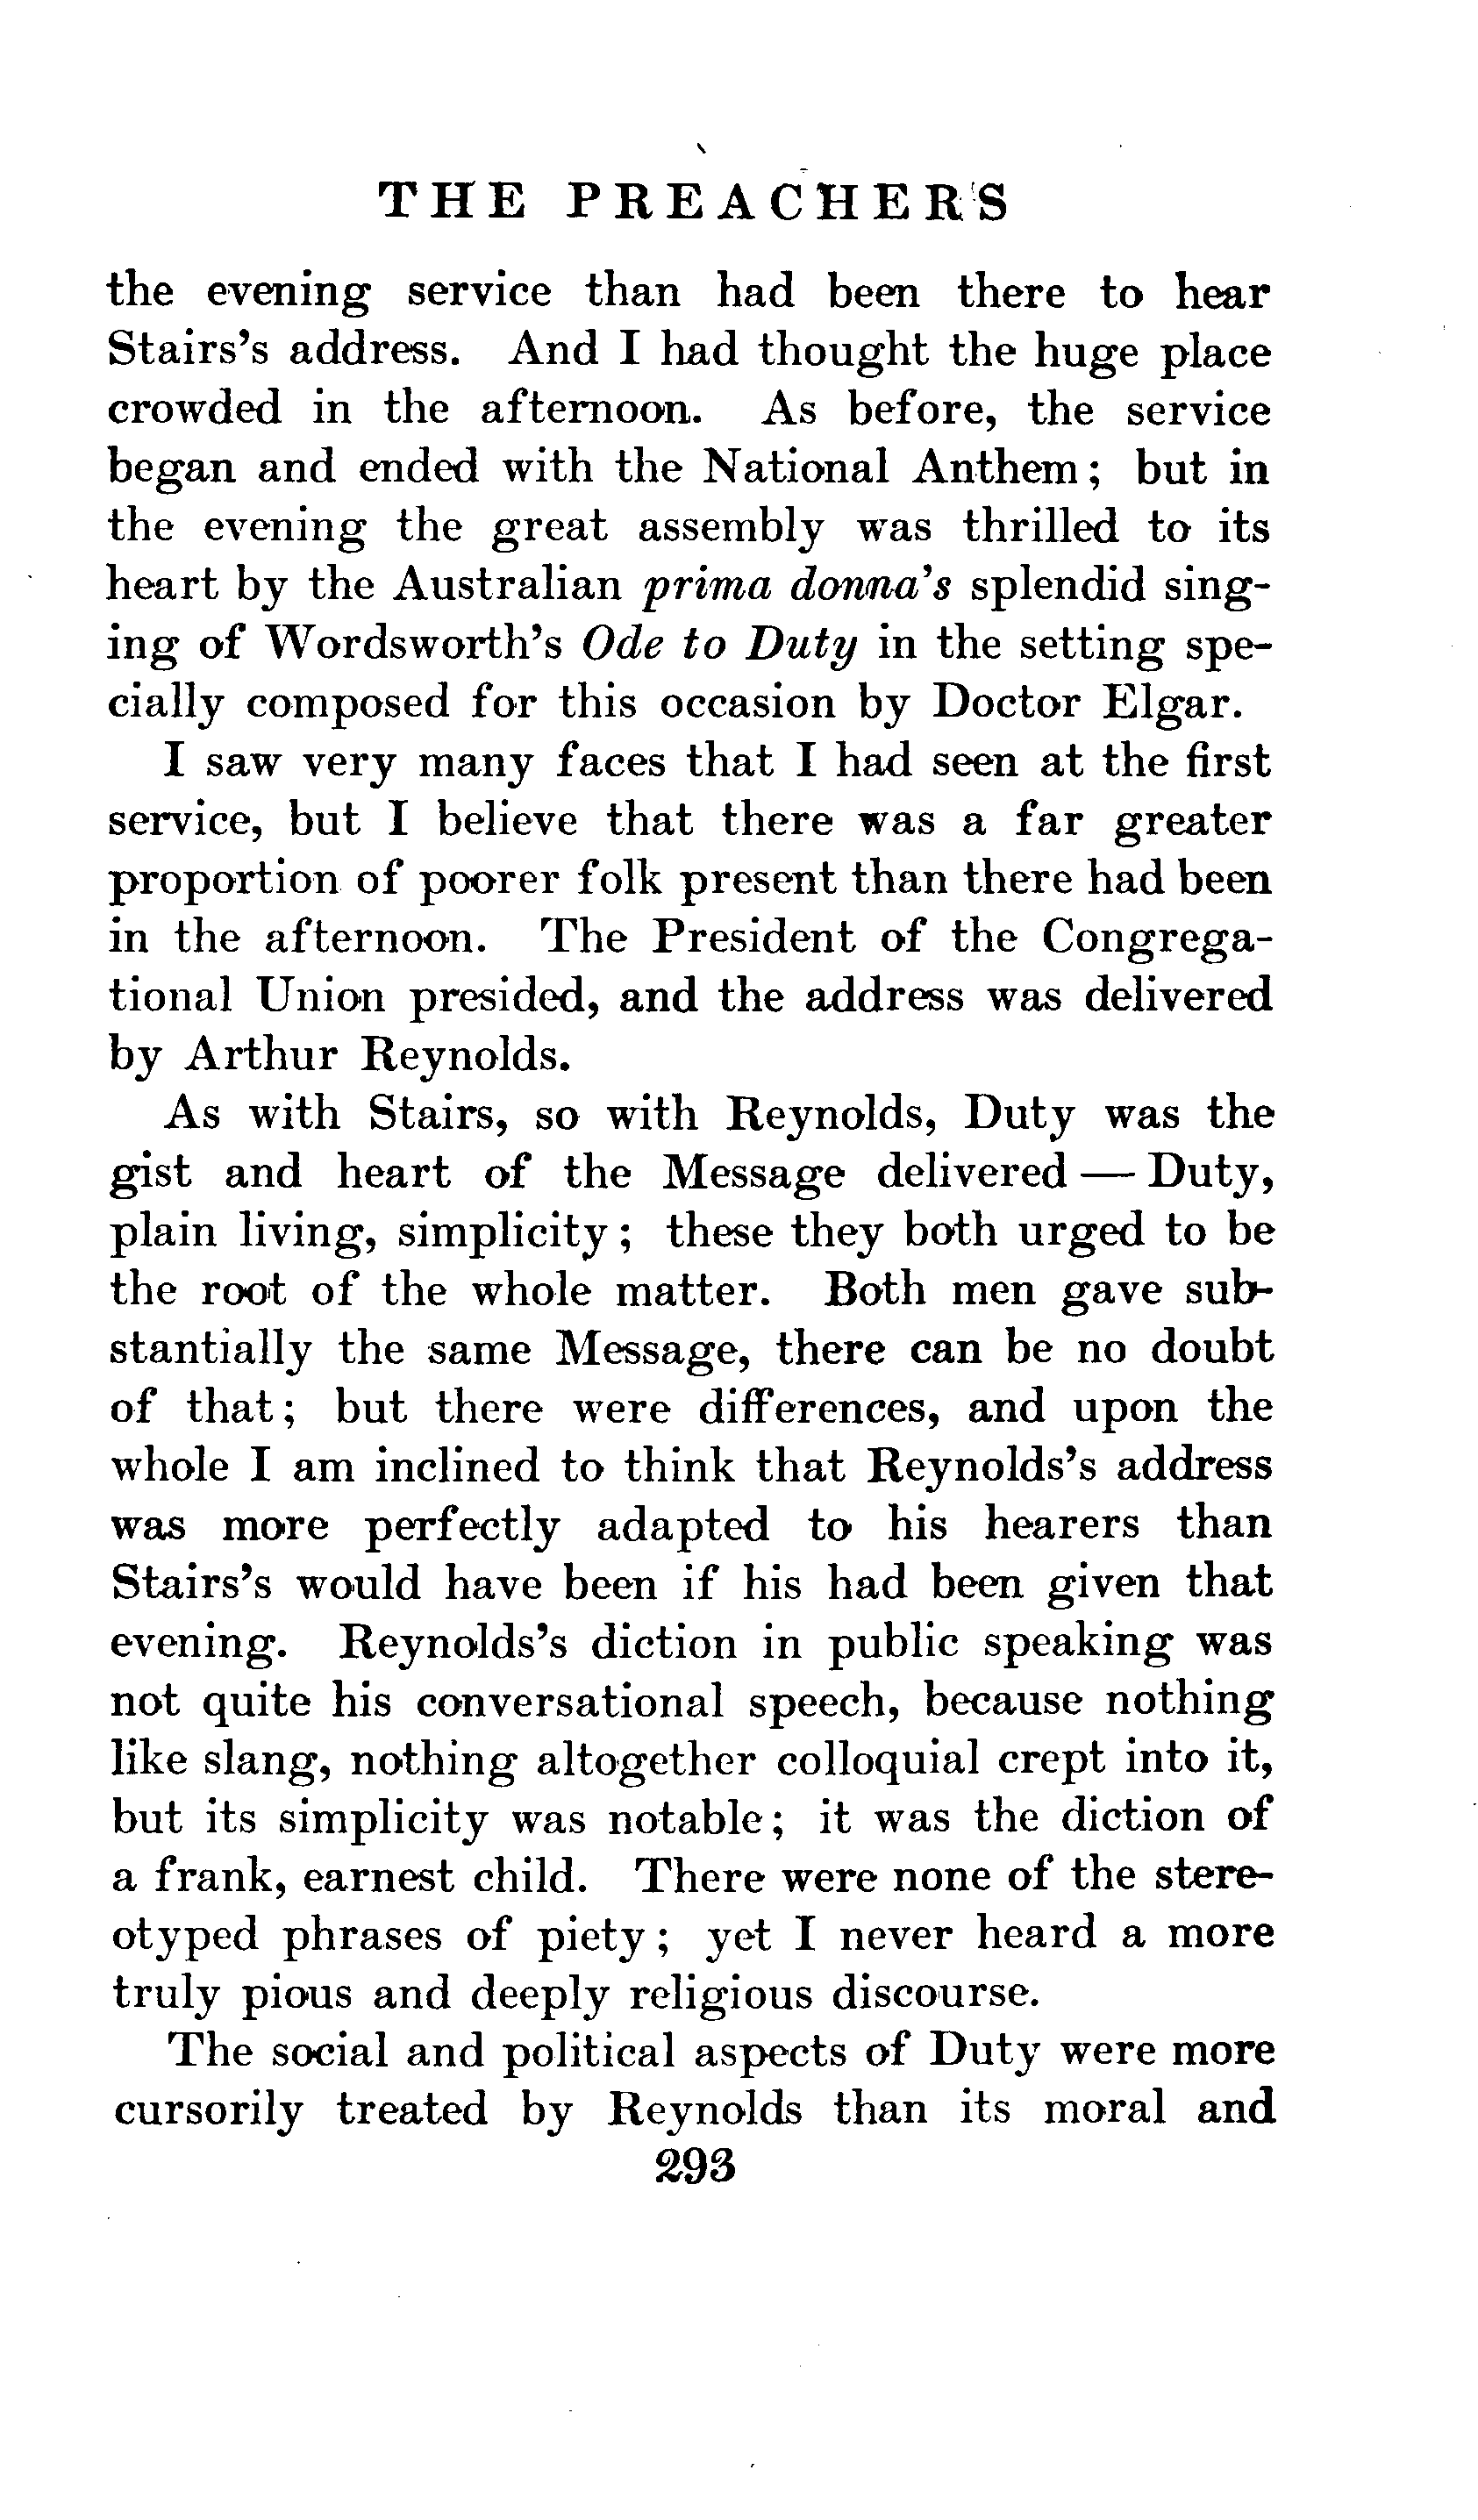 THE PREACHERS
the evening service than had been there to hear
Stairs's address. And I had thought the huge place
crowded in the afternoon. As before, the service
began and ended with the National Anthem; but in
the evening the great assembly was thrilled to its
heart by the Australian prima donna's splendid sing-
ing of Wordsworth's Ode to Duty in the setting spe-
cially composed for this occasion by Doctor Elgar.
I saw very many faces that I had seen at the first
service, but I believe that there was a far greater
proportion of poorer folk present than there had been
in the afternoon. The President of the Congrega-
tional Union presided, and the address was delivered
by Arthur Reynolds.
As with Stairs, so with Reynolds, Duty was the
gist and heart of the Message delivered — Duty,
plain living, simplicity; these they both urged to be
the root of the whole matter. Both men gave sub-
stantially the same Message, there can be no doubt
of that; but there were differences, and upon the
whole I am inclined to think that Reynolds's address
was more perfectly adapted to his hearers than
Stairs's would have been if his had been given that
evening. Reynolds's diction in public speaking was
not quite his conversational speech, because nothing
like slang, nothing altogether colloquial crept into it,
but its simplicity was notable; it was the diction of
a frank, earnest child. There were none of the stere-
otyped phrases of piety; yet I never heard a more
truly pious and deeply religious discourse.
The social and political aspects of Duty were more
cursorily treated by Reynolds than its moral and
293